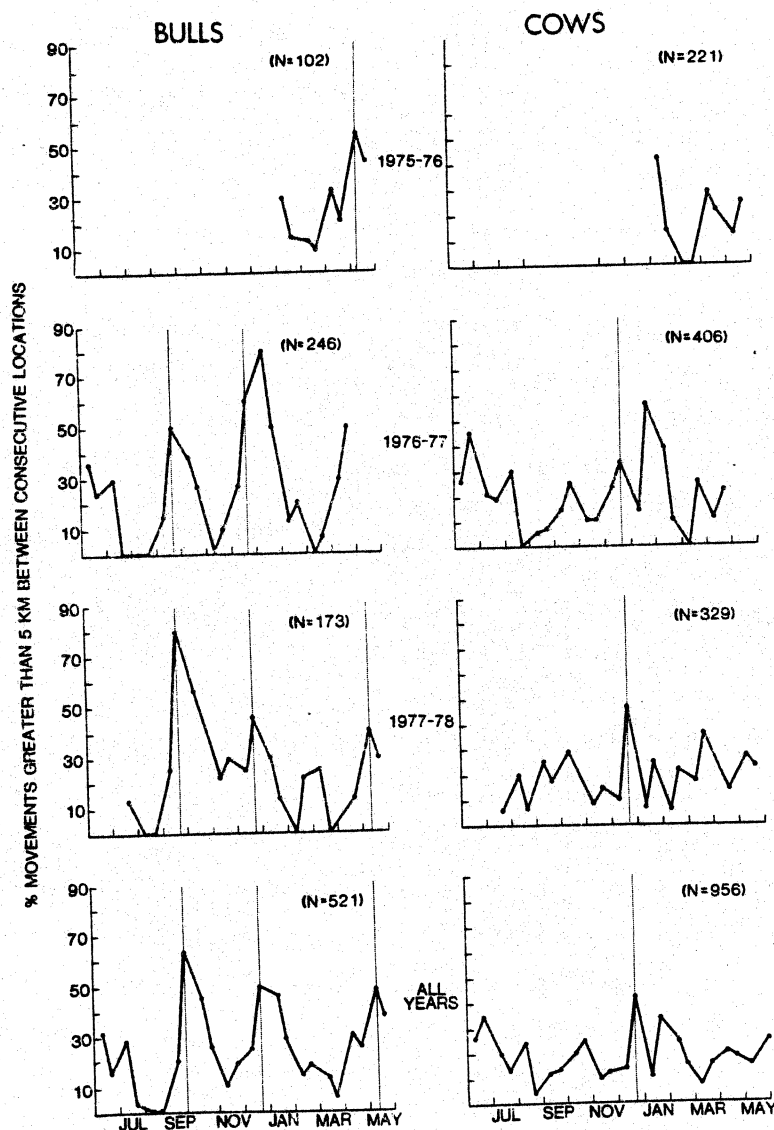 BULLS
COWS
% MOVEMENTS GREATER THAN 5 KM BETWEEN CONSECUTIVE LOCATIONS
90
70
50
30
10
(N=102)
1975-76
(N=221)
90
70
50
30
10
(N=246)
1976-77
(N=406)
90
70
50
30
10
(N=173)
1977-78
(N=329)
90
70
50
30
10
(N=521)
ALL
YEARS
(N=956)
JUL SEP NOV JAN MAR MAY
JUL SEP NOV JAN MAR MAY